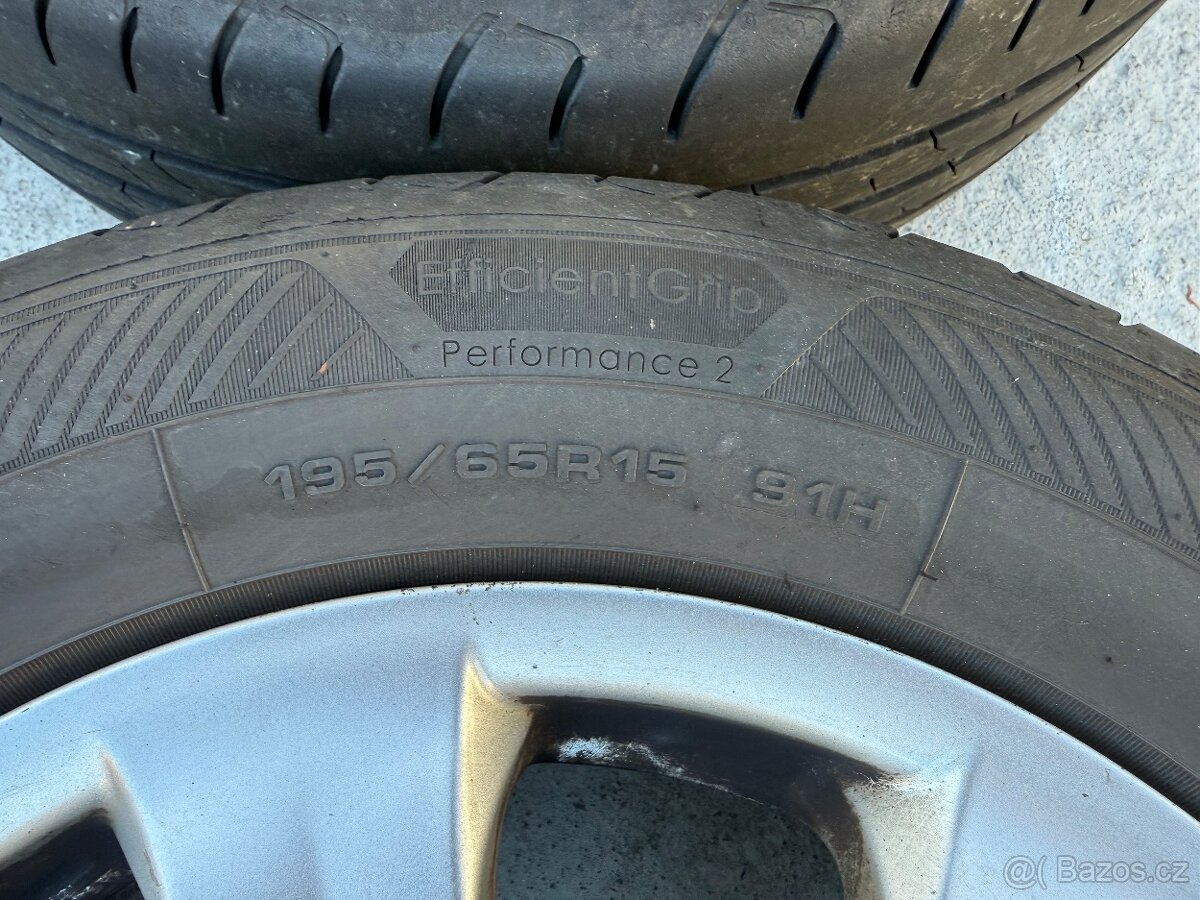 EfficientGrip
Performance 2
195/65R15 91H
Bazos.cz